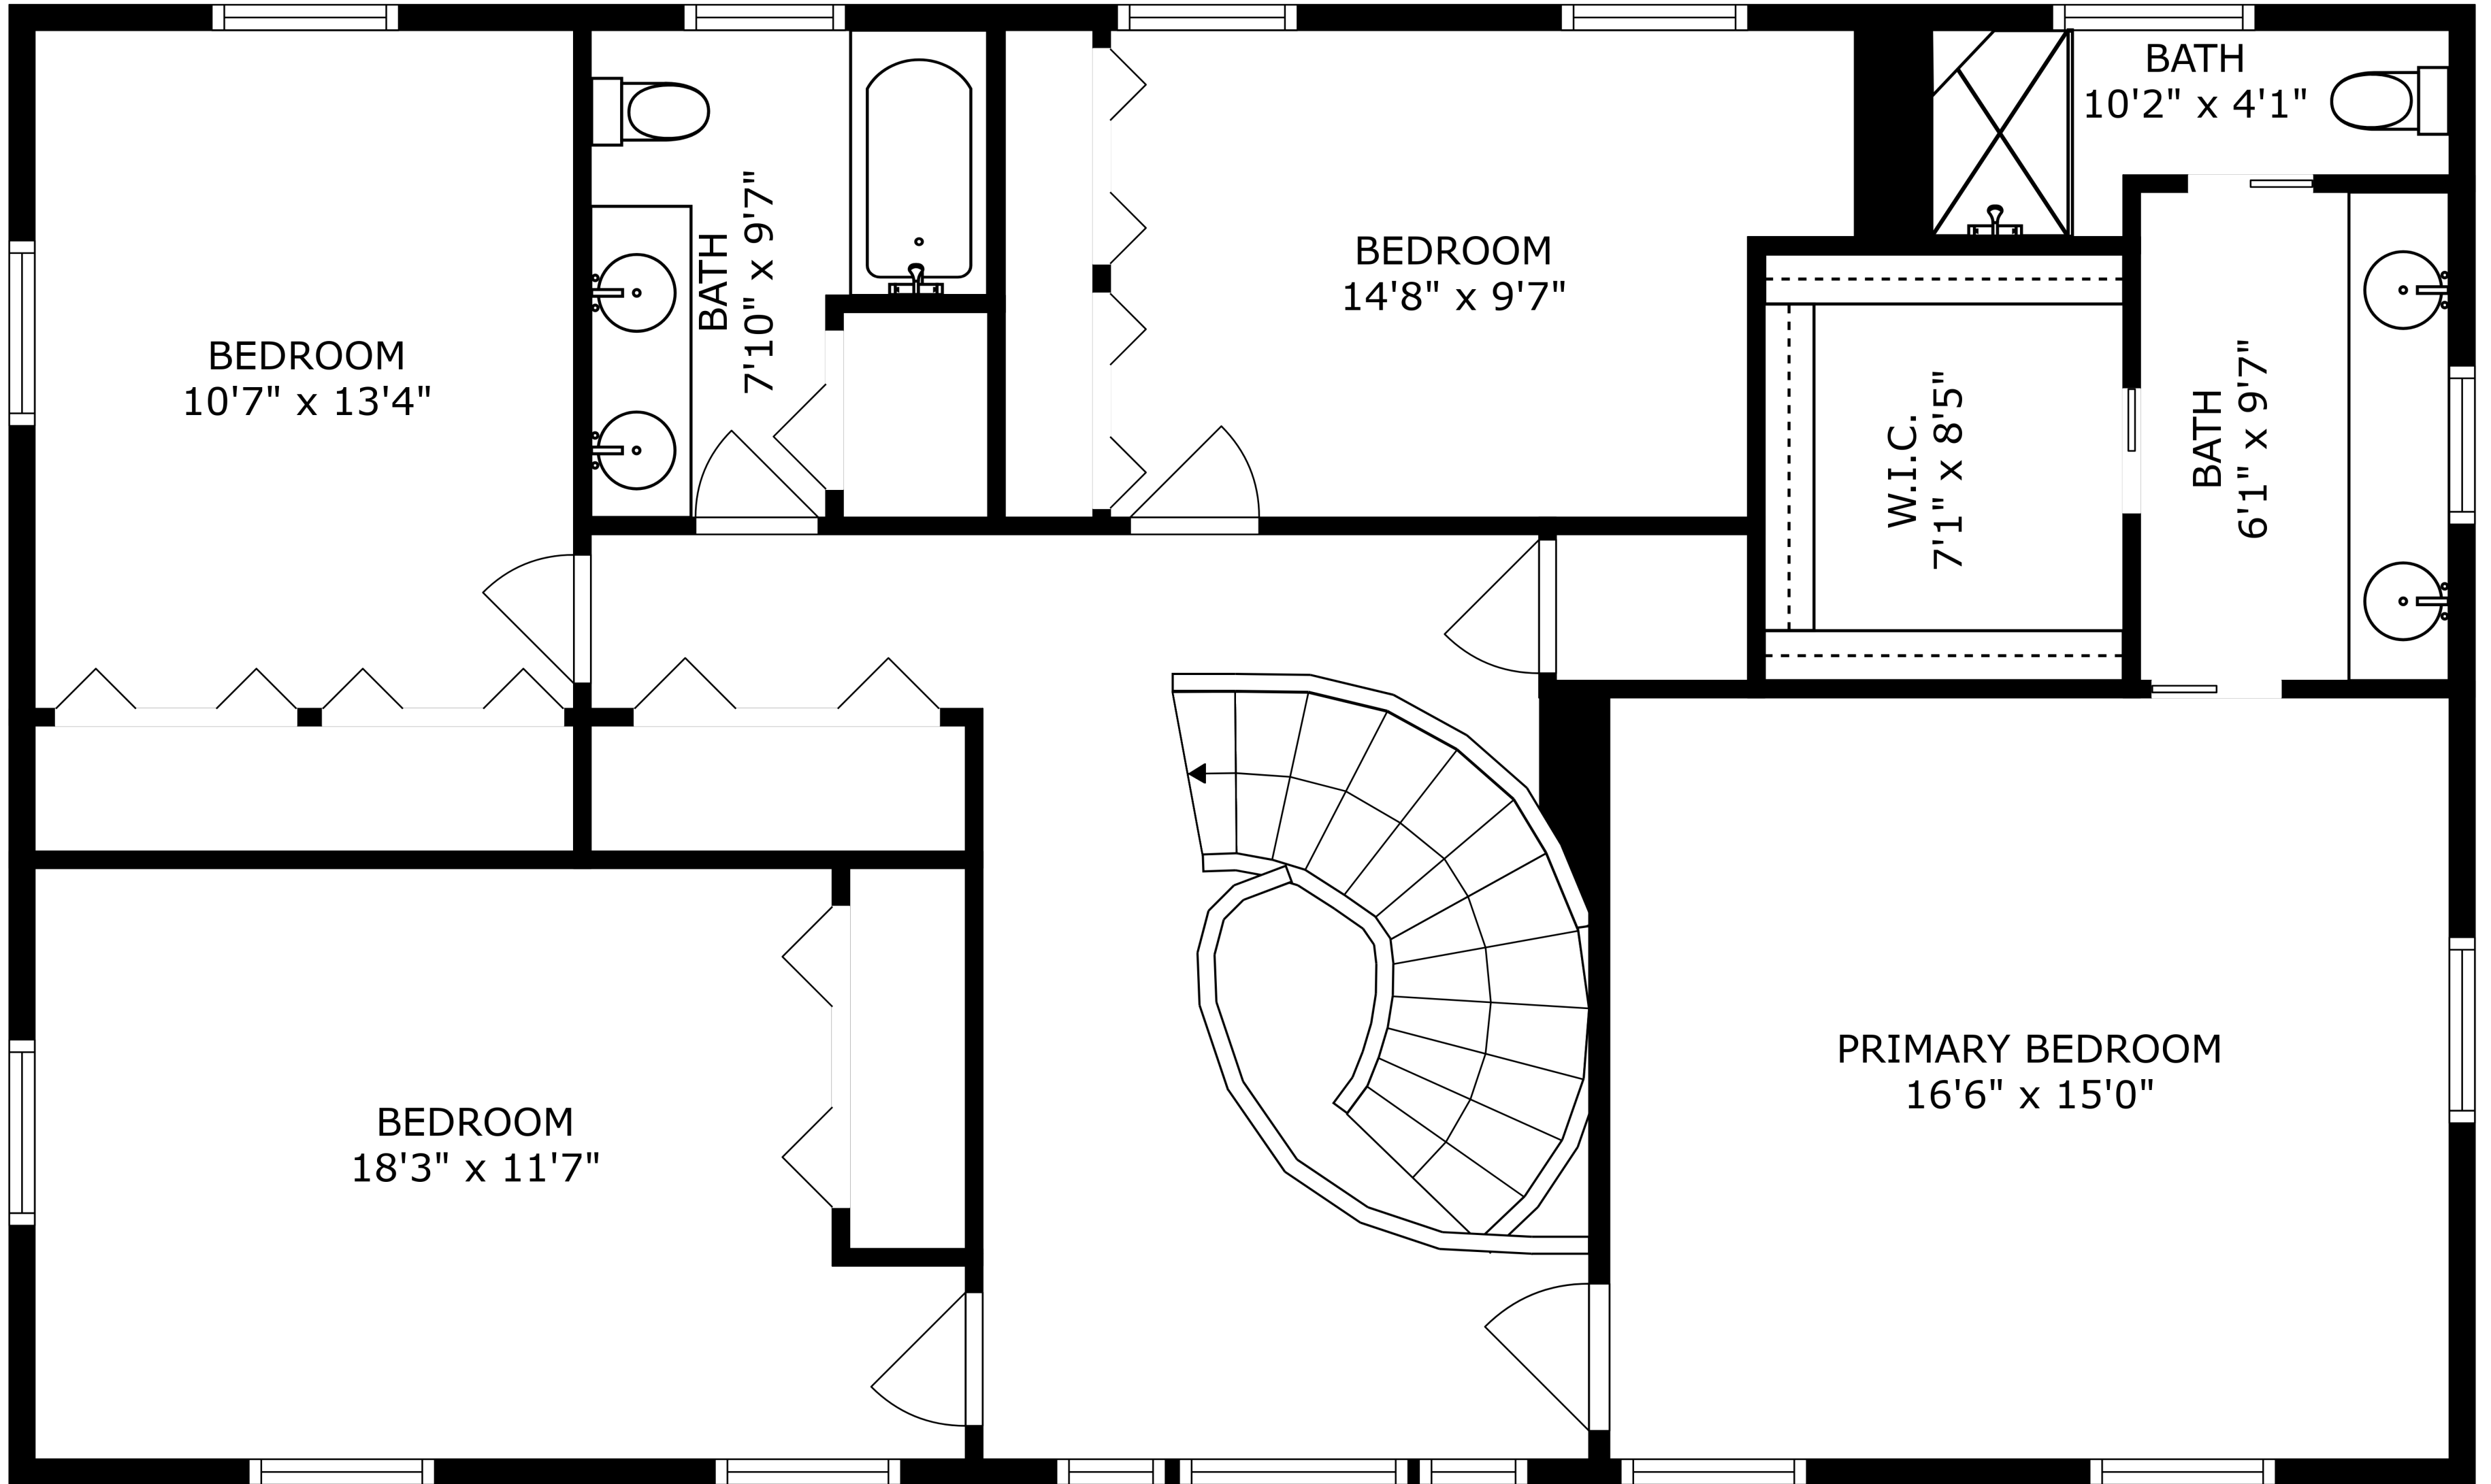 BATH
10'2" x 4'1"
BEDROOM
10'7" x 13'4"
BATH
7'10" x 9'7"
BEDROOM
14'8" x 9'7"
W.I.C.
7'1" x 8'5"
BATH
6'1" x 9'7"
BEDROOM
18'3" x 11'7"
PRIMARY BEDROOM
16'6" x 15'0"